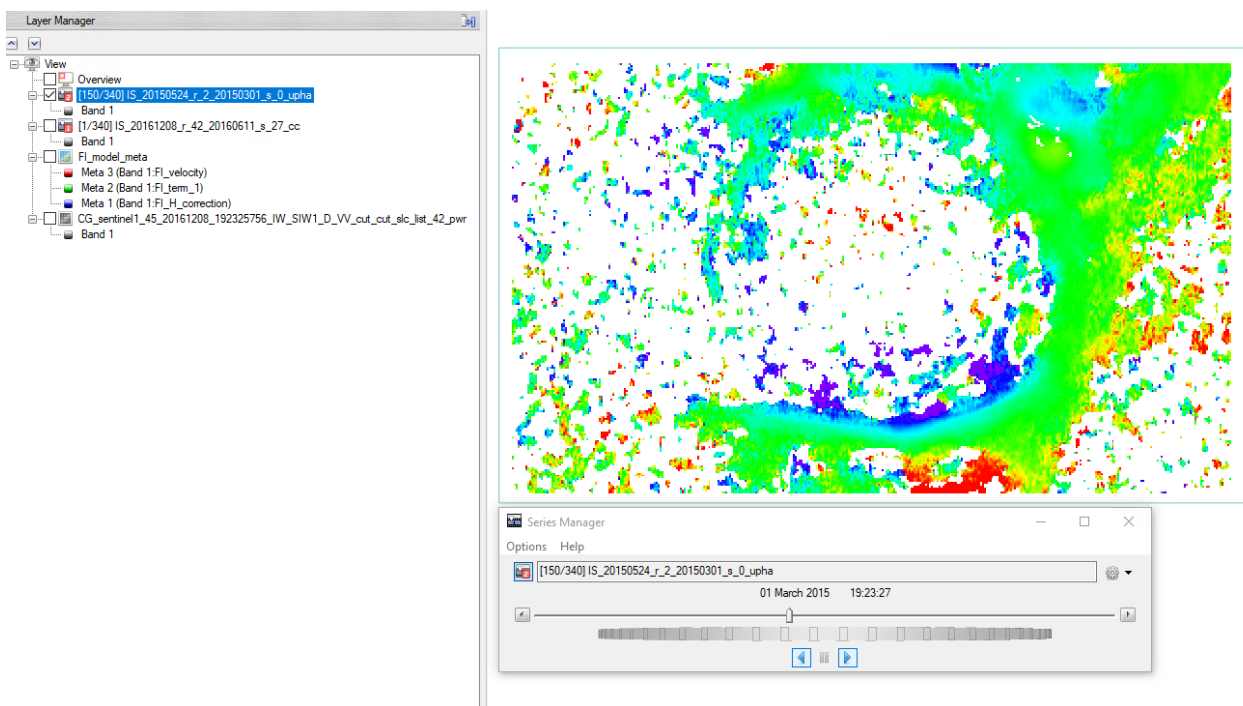 Layer Manager
View
Overview
[150/340] IS_20150524_r_2_20150301_s_0_upha
Band 1
[1/340] IS_20161208_r_42_20160611_s_27_cc
Band 1
FI_model_meta
Meta 3 (Band 1:FI_velocity)
Meta 2 (Band 1:FI_term_1)
Meta 1 (Band 1:FI_H_correction)
CG_sentinel1_45_20161208_192325756_IW_SIW1_D_VV_cut_cut_slc_list_42_pwr
Band 1
Series Manager
Options Help
[150/340] IS_20150524_r_2_20150301_s_0_upha
01 March 2015 19:23:27